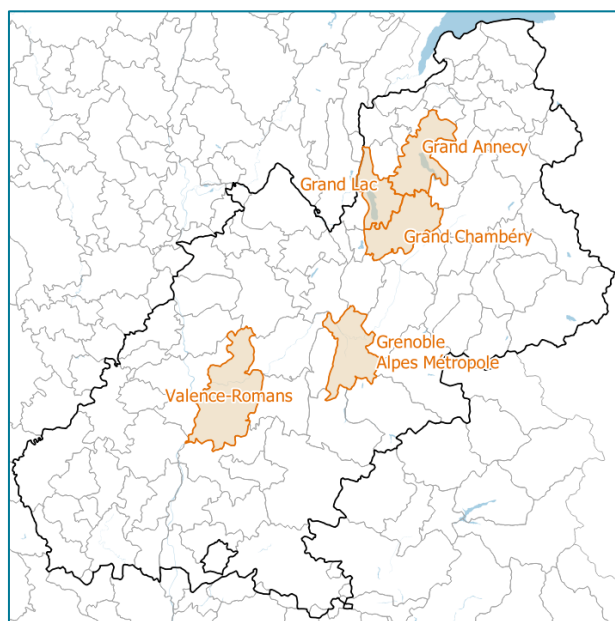 Grand Annecy
Grand Lac
Grand Chambéry
Grenoble
Alpes Métropole
Valence-Romans